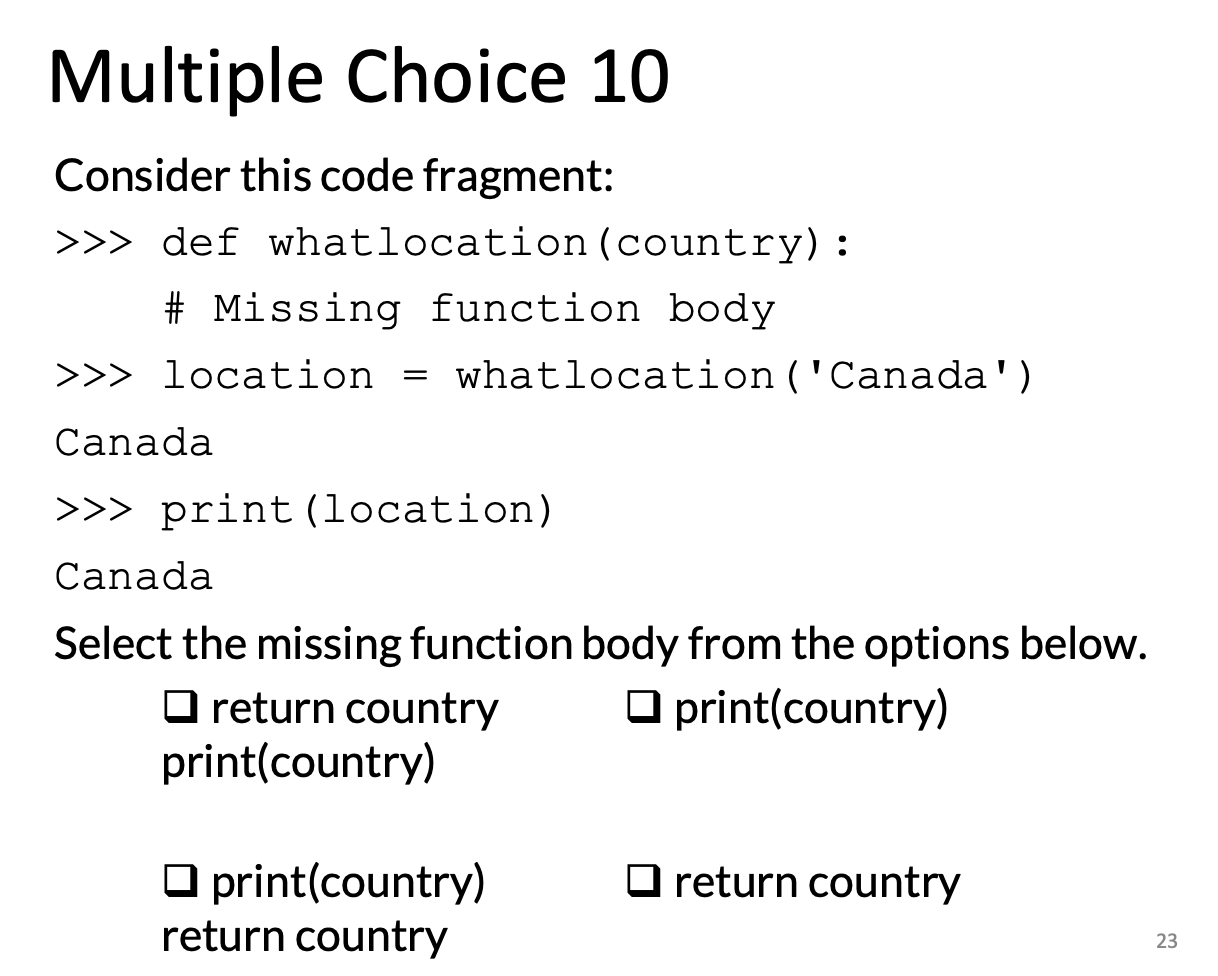 Multiple Choice 10
Consider this code fragment:
>>> def whatlocation(country):
    # Missing function body
>>> location = whatlocation('Canada')
Canada
>>> print(location)
Canada
Select the missing function body from the options below.
❑ return country
print(country)
❑ print(country)
❑ print(country)
return country
❑ return country
23